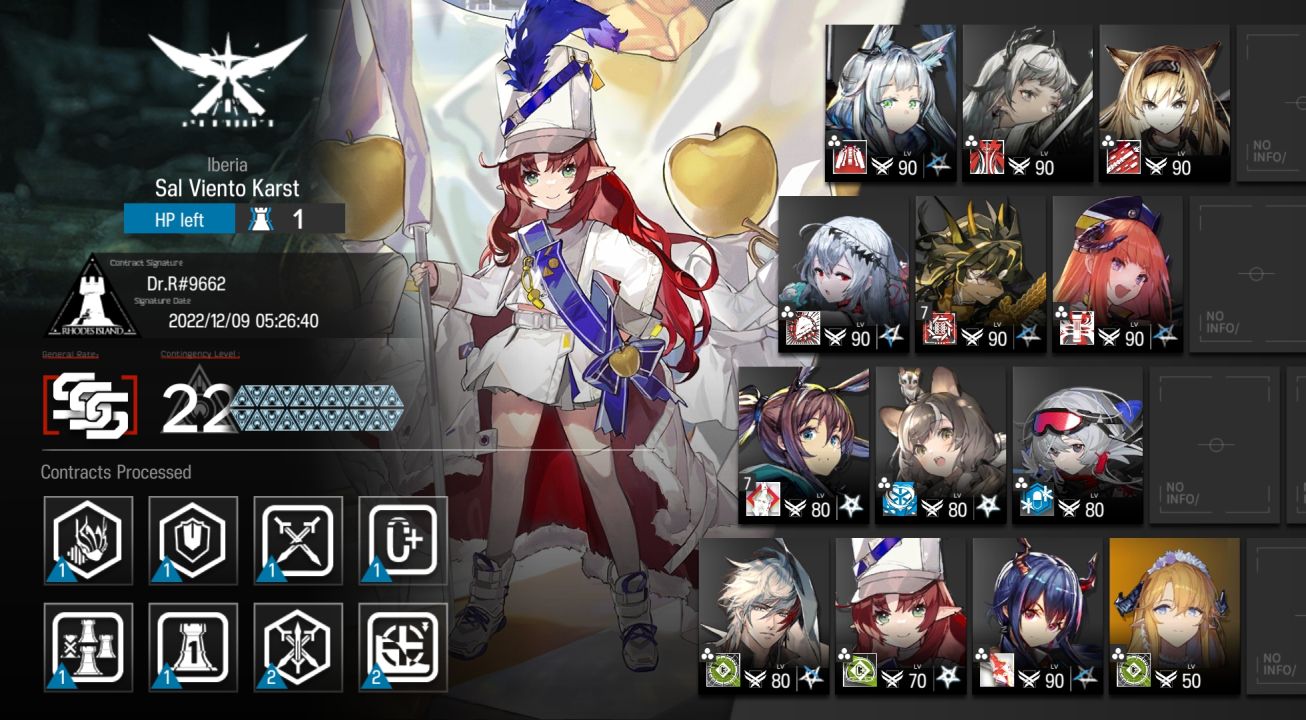 Iberia
Sal Viento Karst
HP left 1
Contract Signature
Dr.R#9662
Signature Date
2022/12/09 05:26:40
RHODES ISLAND
General Rate:
Contingency Level:
22
Contracts Processed
1 1 1 1
1 1 1 2 2
LV 90
LV 90
LV 90
NO INFO/
LV 90
7 LV 90
LV 90
NO INFO/
7 LV 80
LV 80
LV 80
NO INFO/
LV 80
LV 70
LV 90
LV 50
NO INFO/